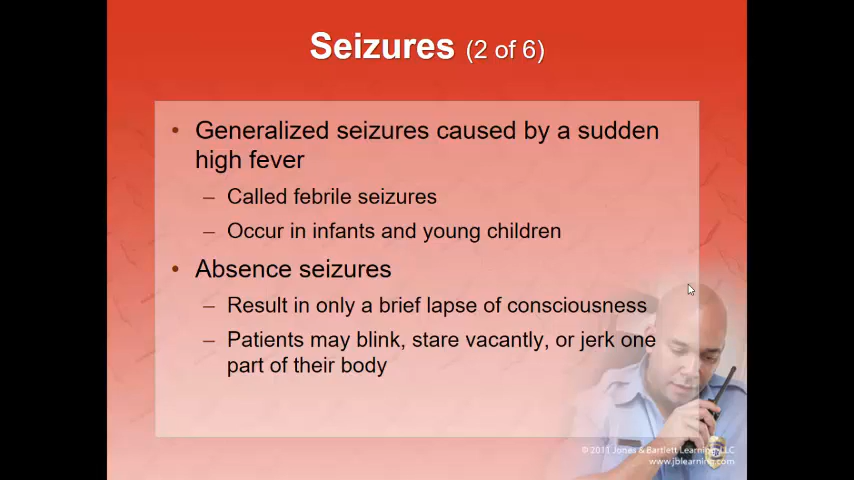 Seizures (2 of 6)
• Generalized seizures caused by a sudden
high fever
– Called febrile seizures
– Occur in infants and young children
• Absence seizures
– Result in only a brief lapse of consciousness
– Patients may blink, stare vacantly, or jerk one
part of their body
© 2011 Jones & Bartlett Learning, LLC
www.jblearning.com